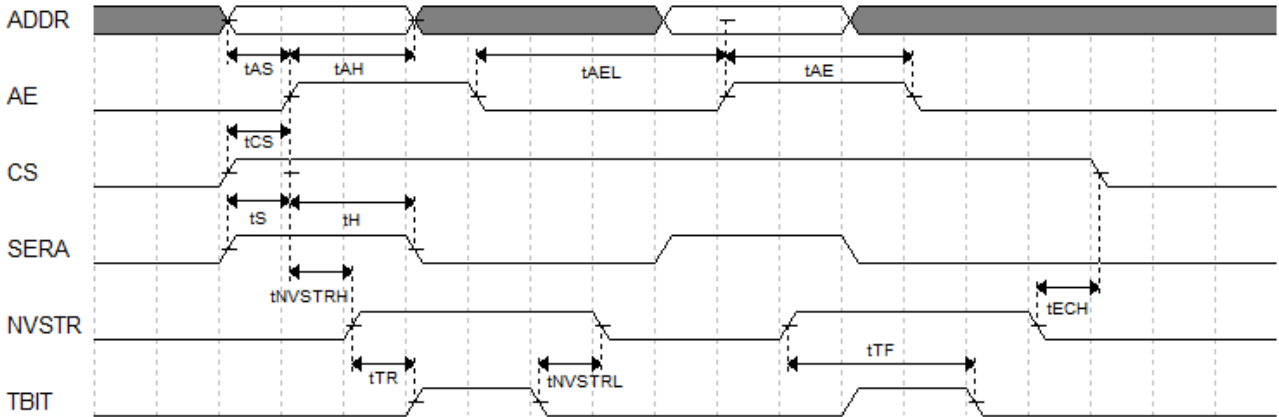 ADDR
tAS tAH tAEL tAE
AE
tCS
CS
tS tH
SERA
tNVSTRH tECH
NVSTR
tTR tNVSTRL tTF
TBIT